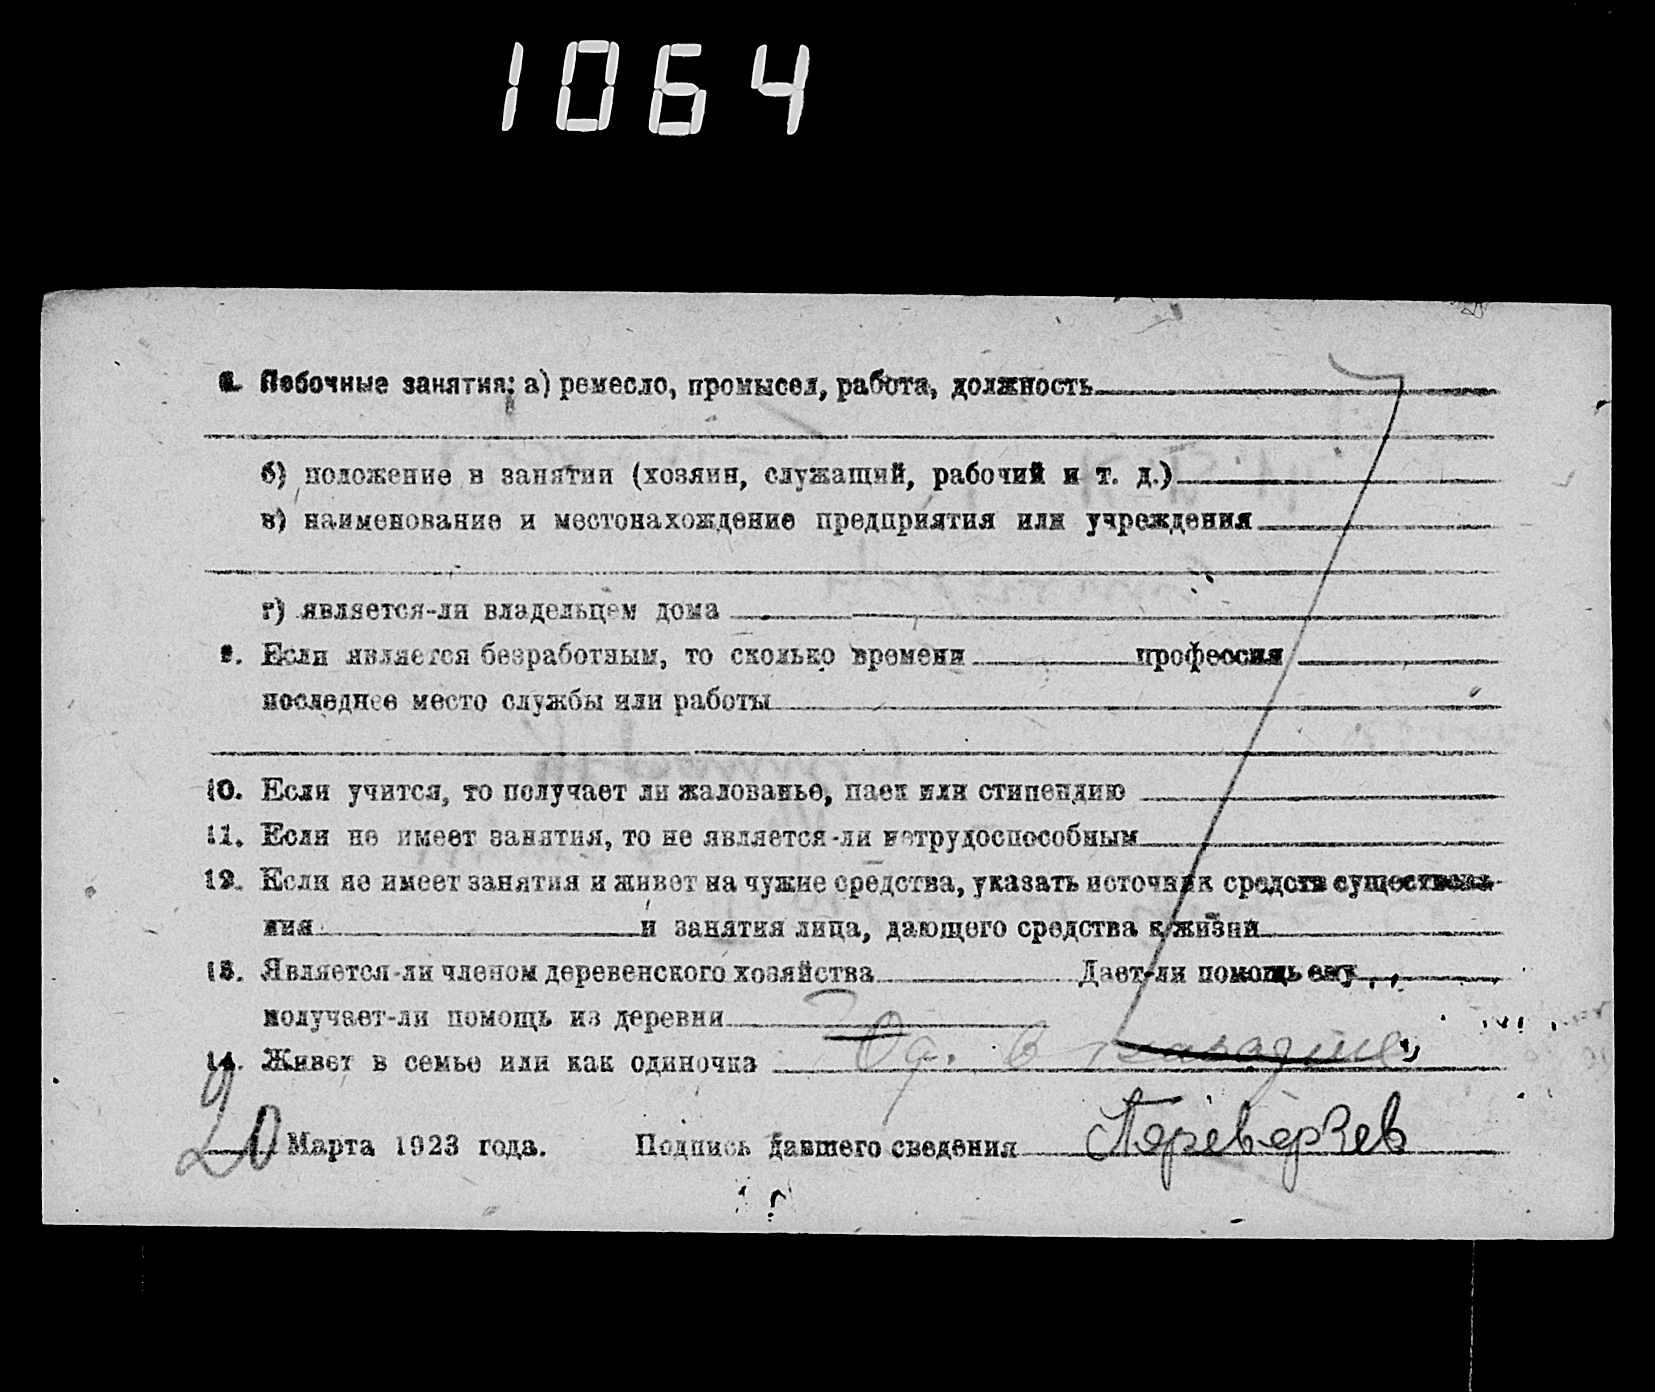 1064
8. Побочные занятия: а) ремесло, промысел, работа, должность
б) положение в занятии (хозяин, служащий, рабочий и т. д.)
в) наименование и местонахождение предприятия или учреждения
г) является-ли владельцем дома
9. Если является безработным, то сколько времени профессия
последнее место службы или работы
10. Если учится, то получает ли жалованье, паек или стипендию
11. Если не имеет занятия, то не является-ли нетрудоспособным
12. Если не имеет занятия и живет на чужие средства, указать источник средств существова-
ния и занятия лица, дающего средства к жизни
13. Является-ли членом деревенского хозяйства Дает-ли помощь ему
получает-ли помощь из деревни
14. Живет в семье или как одиночка Од. в
20 Марта 1923 года. Подпись давшего сведения Переверзев